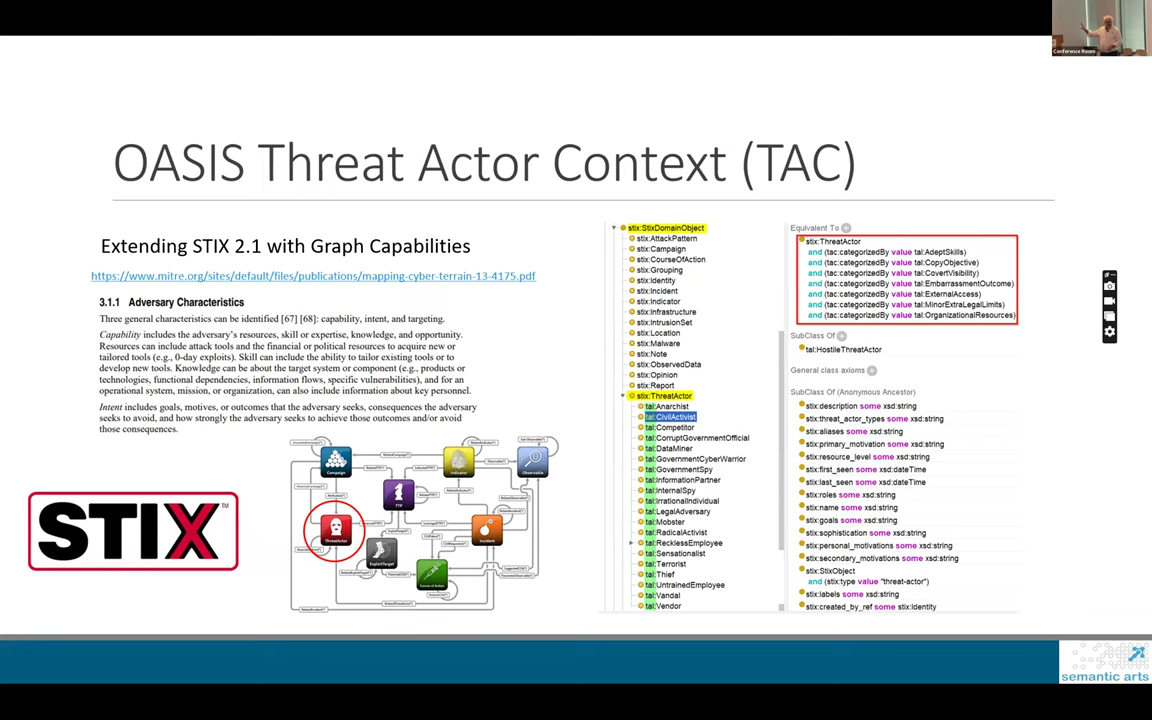 Conference Room
OASIS Threat Actor Context (TAC)
Extending STIX 2.1 with Graph Capabilities
https://www.mitre.org/sites/default/files/publications/mapping-cyber-terrain-13-4175.pdf
3.1.1 Adversary Characteristics
Three general characteristics can be identified [67] [68]: capability, intent, and targeting.
Capability includes the adversary's resources, skill or expertise, knowledge, and opportunity.
Resources can include attack tools and the financial or political resources to acquire new or
tailored tools (e.g., 0-day exploits). Skill can include the ability to tailor existing tools or to
develop new tools. Knowledge can be about the target system or component (e.g., products or
technologies, functional dependencies, information flows, specific vulnerabilities), and for an
operational system, mission, or organization, can also include information about key personnel.
Intent includes goals, motives, or outcomes that the adversary seeks, consequences the adversary
seeks to avoid, and how strongly the adversary seeks to achieve those outcomes and/or avoid
those consequences.
STIX™
Campaign
Indicator
Observable
TTP
ThreatActor
ExploitTarget
Incident
Course of Action
stix:StixDomainObject
stix:AttackPattern
stix:Campaign
stix:CourseOfAction
stix:Grouping
stix:Identity
stix:Incident
stix:Indicator
stix:Infrastructure
stix:IntrusionSet
stix:Location
stix:Malware
stix:Note
stix:ObservedData
stix:Opinion
stix:Report
stix:ThreatActor
tal:Anarchist
tal:CivilActivist
tal:Competitor
tal:CorruptGovernmentOfficial
tal:DataMiner
tal:GovernmentCyberWarrior
tal:GovernmentSpy
tal:InformationPartner
tal:InternalSpy
tal:IrrationalIndividual
tal:LegalAdversary
tal:Mobster
tal:RadicalActivist
tal:RecklessEmployee
tal:Sensationalist
tal:Terrorist
tal:Thief
tal:UntrainedEmployee
tal:Vandal
tal:Vendor
Equivalent To
stix:ThreatActor
and (tac:categorizedBy value tal:AdeptSkills)
and (tac:categorizedBy value tal:CopyObjective)
and (tac:categorizedBy value tal:CovertVisibility)
and (tac:categorizedBy value tal:EmbarrassmentOutcome)
and (tac:categorizedBy value tal:ExternalAccess)
and (tac:categorizedBy value tal:MinorExtraLegalLimits)
and (tac:categorizedBy value tal:OrganizationalResources)
SubClass Of
tal:HostileThreatActor
General class axioms
SubClass Of (Anonymous Ancestor)
stix:description some xsd:string
stix:threat_actor_types some xsd:string
stix:aliases some xsd:string
stix:primary_motivation some xsd:string
stix:resource_level some xsd:string
stix:first_seen some xsd:dateTime
stix:last_seen some xsd:dateTime
stix:roles some xsd:string
stix:name some xsd:string
stix:goals some xsd:string
stix:sophistication some xsd:string
stix:personal_motivations some xsd:string
stix:secondary_motivations some xsd:string
stix:StixObject
and (stix:type value "threat-actor")
stix:labels some xsd:string
stix:created_by_ref some stix:Identity
semantic arts